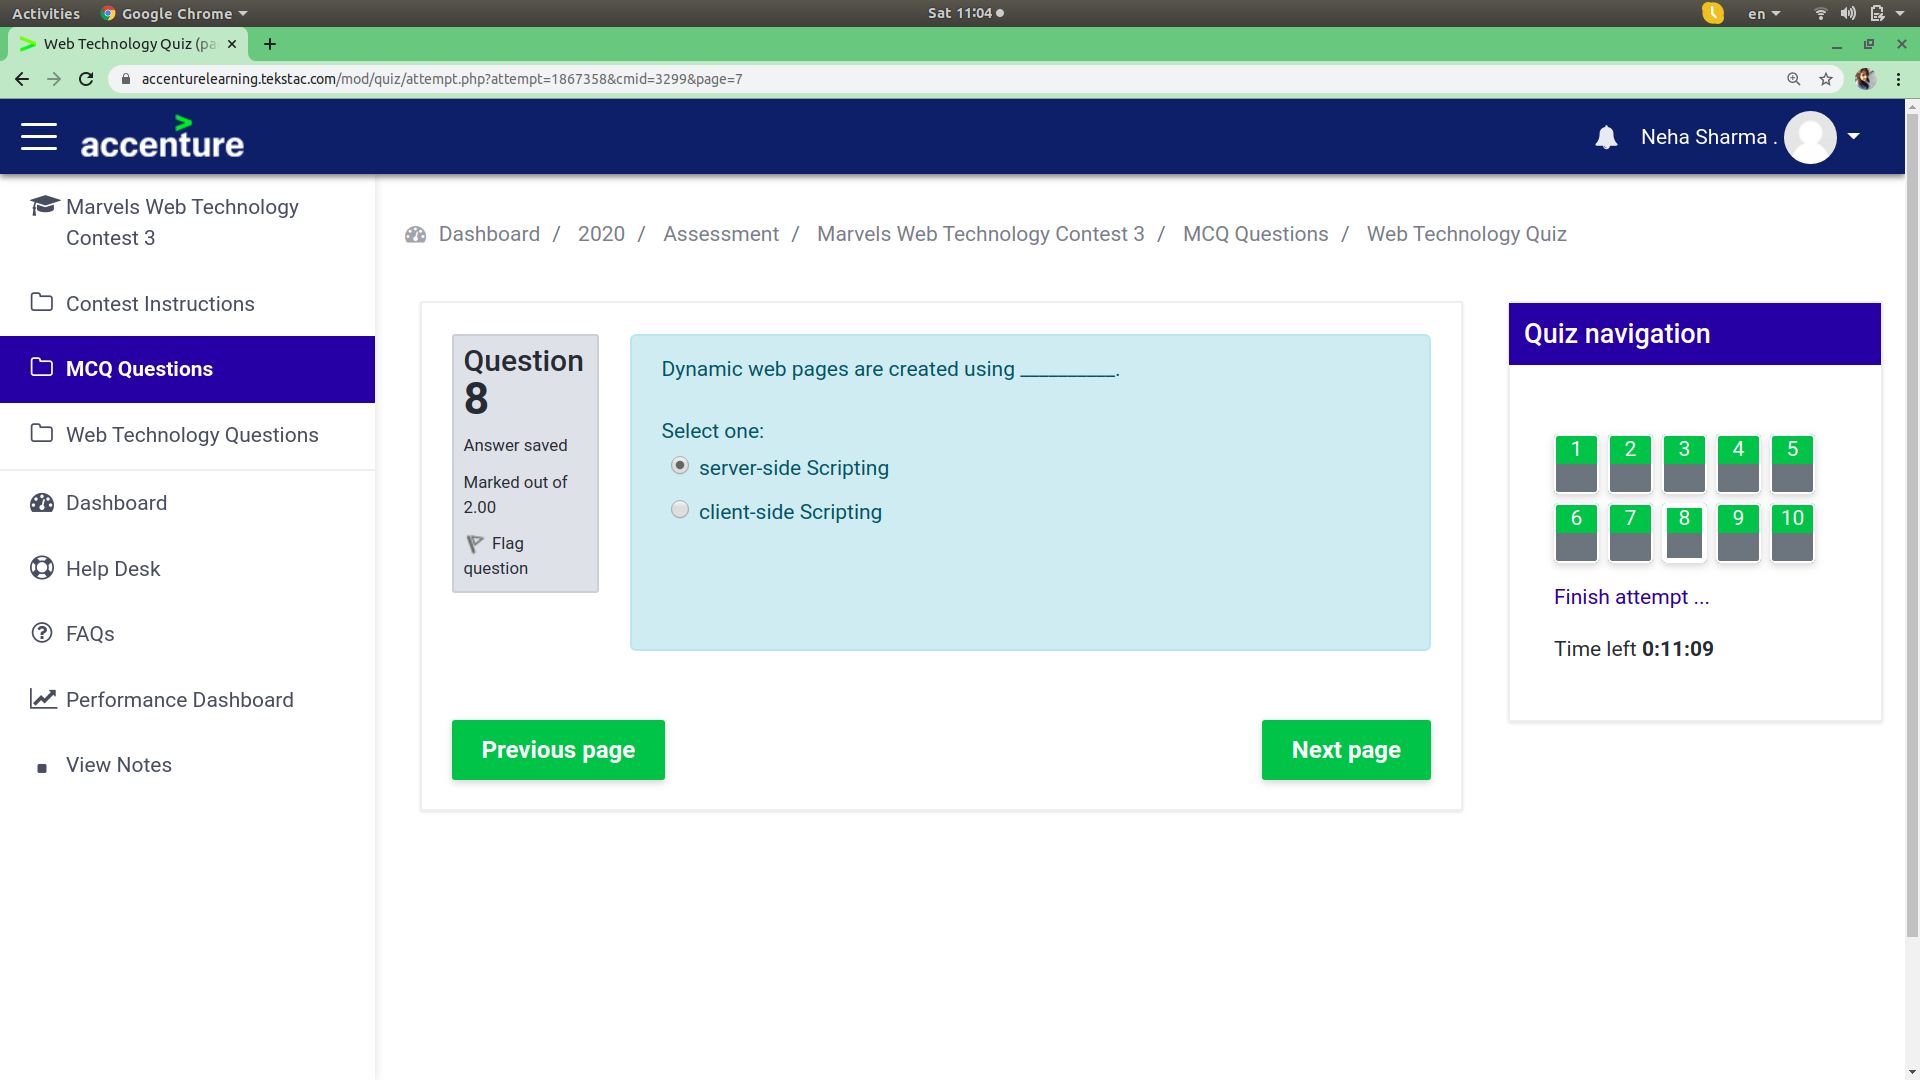 Activities Google Chrome Sat 11:04 en
Web Technology Quiz (pa
accenturelearning.tekstac.com/mod/quiz/attempt.php?attempt=1867358&cmid=3299&page=7
accenture Neha Sharma .
Marvels Web Technology
Contest 3
Contest Instructions
MCQ Questions
Web Technology Questions
Dashboard
Help Desk
FAQs
Performance Dashboard
View Notes
Dashboard / 2020 / Assessment / Marvels Web Technology Contest 3 / MCQ Questions / Web Technology Quiz
Question
8
Answer saved
Marked out of
2.00
Flag
question
Dynamic web pages are created using __________.
Select one:
server-side Scripting
client-side Scripting
Previous page
Next page
Quiz navigation
1 2 3 4 5
6 7 8 9 10
Finish attempt ...
Time left 0:11:09